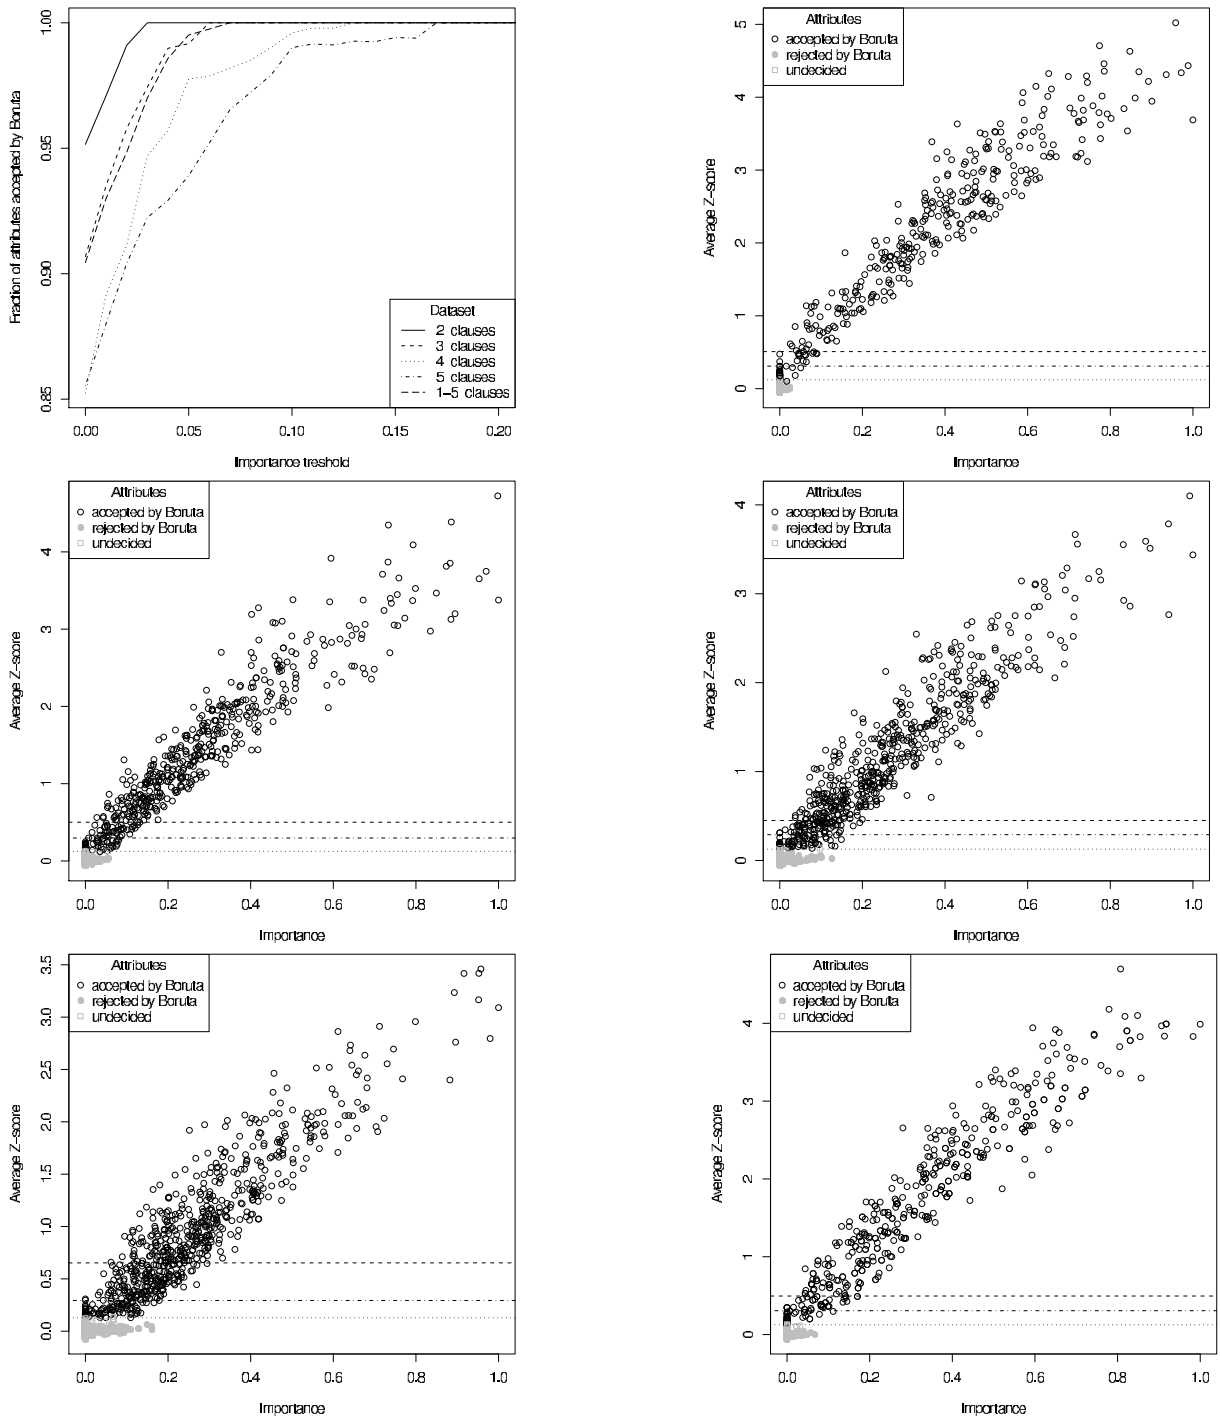 Fraction of attributes accepted by Boruta
0.85 0.90 0.95 1.00
Dataset
2 clauses
3 clauses
4 clauses
5 clauses
1–5 clauses
0.00 0.05 0.10 0.15 0.20
Importance treshold
Average Z–score
0 1 2 3 4 5
Attributes
accepted by Boruta
rejected by Boruta
undecided
0.0 0.2 0.4 0.6 0.8 1.0
Importance
Average Z–score
0 1 2 3 4
Attributes
accepted by Boruta
rejected by Boruta
undecided
0.0 0.2 0.4 0.6 0.8 1.0
Importance
Average Z–score
0 1 2 3 4
Attributes
accepted by Boruta
rejected by Boruta
undecided
0.0 0.2 0.4 0.6 0.8 1.0
Importance
Average Z–score
0.0 0.5 1.0 1.5 2.0 2.5 3.0 3.5
Attributes
accepted by Boruta
rejected by Boruta
undecided
0.0 0.2 0.4 0.6 0.8 1.0
Importance
Average Z–score
0 1 2 3 4
Attributes
accepted by Boruta
rejected by Boruta
undecided
0.0 0.2 0.4 0.6 0.8 1.0
Importance